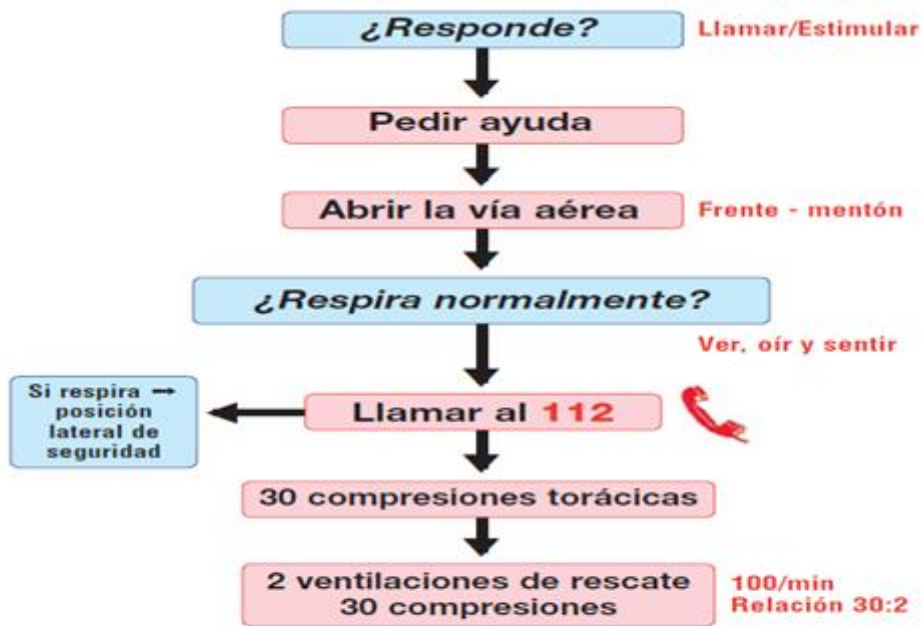 ¿Responde?
Llamar/Estimular
Pedir ayuda
Abrir la vía aérea
Frente - mentón
¿Respira normalmente?
Ver, oír y sentir
Si respira →
posición
lateral de
seguridad
Llamar al 112
30 compresiones torácicas
2 ventilaciones de rescate
30 compresiones
100/min
Relación 30:2